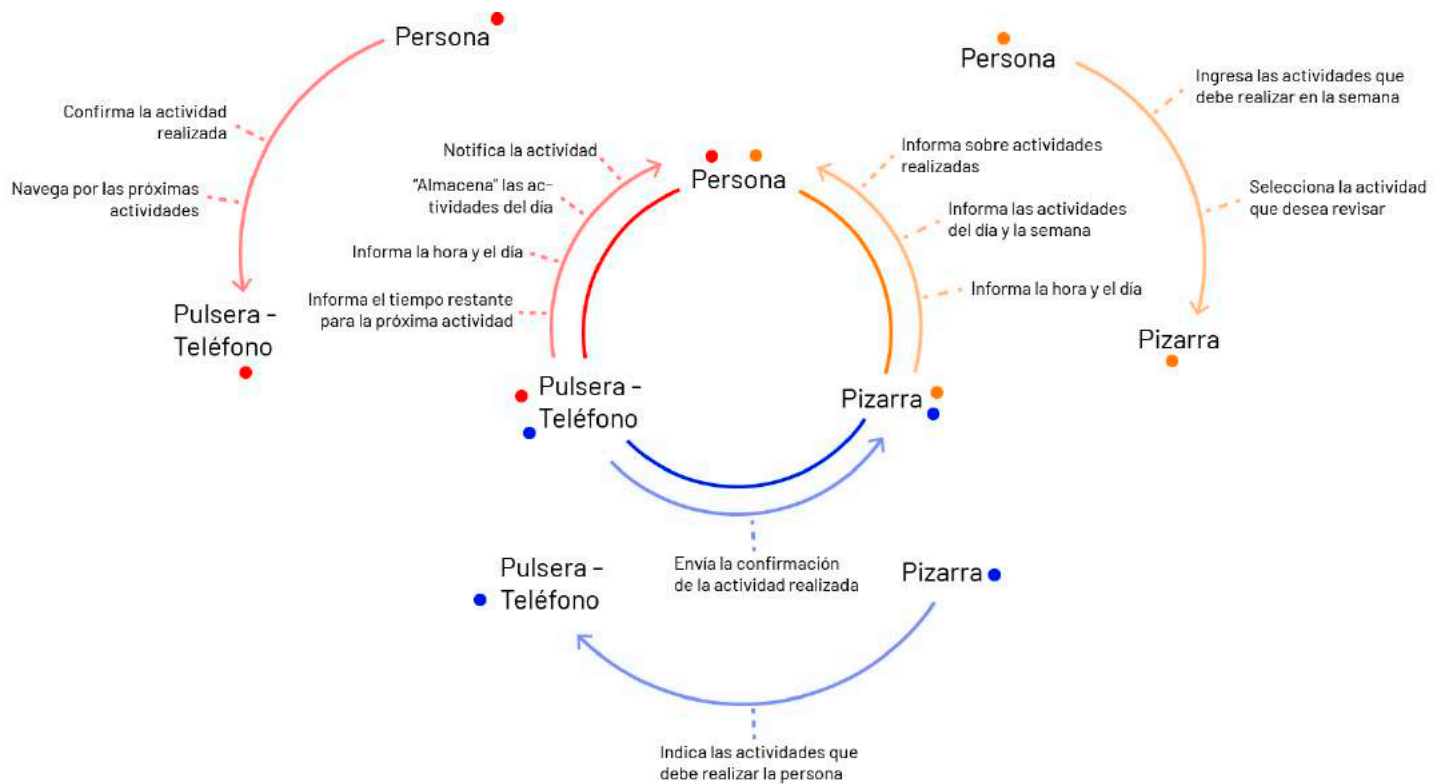 Persona
Confirma la actividad
realizada
Navega por las próximas
actividades
Pulsera -
Teléfono
Notifica la actividad
"Almacena" las ac-
tividades del día
Informa la hora y el día
Informa el tiempo restante
para la próxima actividad
Persona
Informa sobre actividades
realizadas
Informa las actividades
del día y la semana
Informa la hora y el día
Pulsera -
Teléfono
Pizarra
Persona
Ingresa las actividades que
debe realizar en la semana
Selecciona la actividad
que desea revisar
Pizarra
Envía la confirmación
de la actividad realizada
Pulsera -
Teléfono
Pizarra
Indica las actividades que
debe realizar la persona